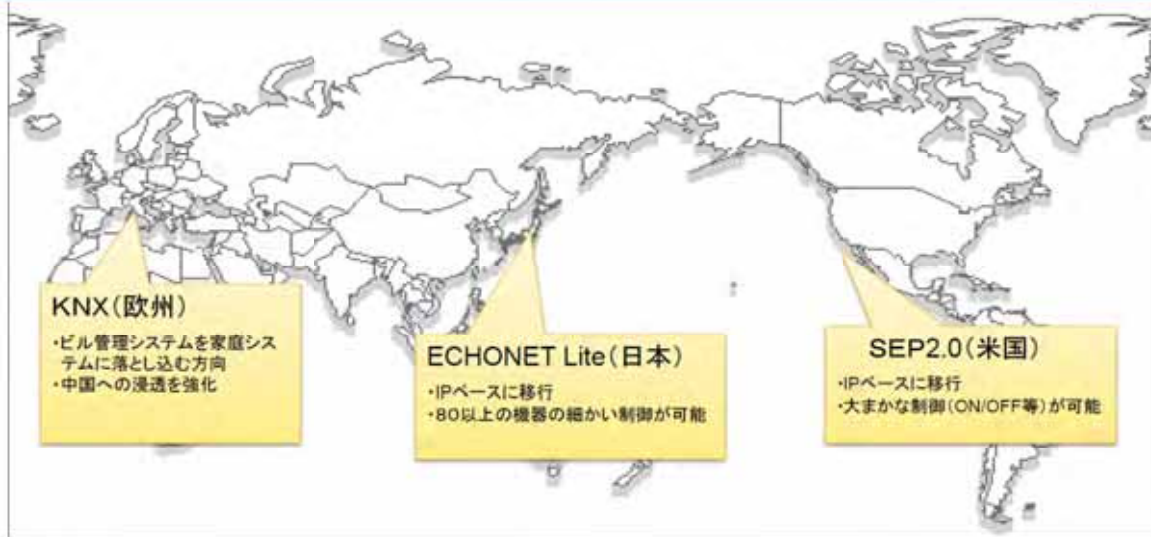 KNX(欧州)
・ビル管理システムを家庭シス
テムに落とし込む方向
・中国への浸透を強化
ECHONET Lite(日本)
・IPベースに移行
・80以上の機器の細かい制御が可能
SEP2.0(米国)
・IPベースに移行
・大まかな制御(ON/OFF等)が可能